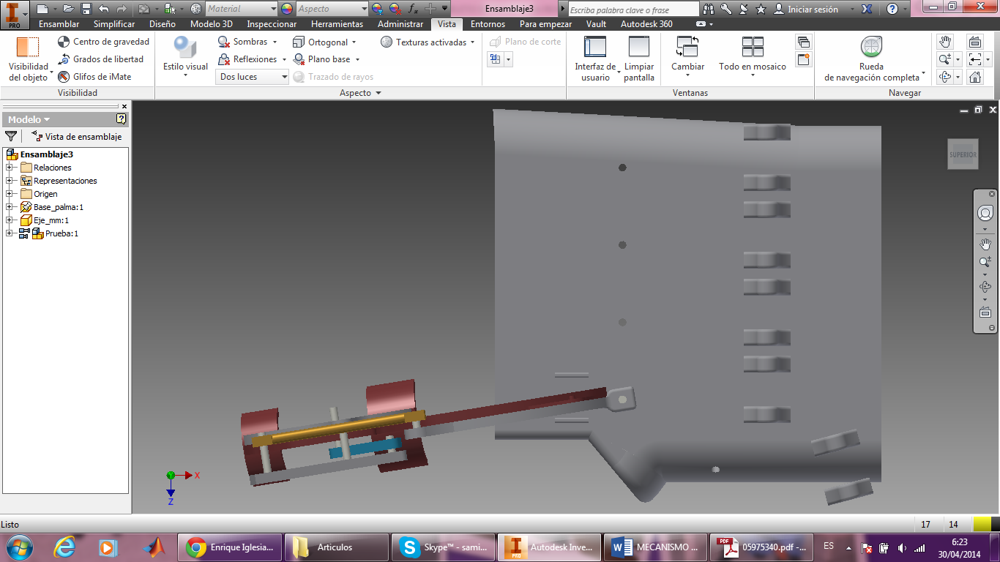 PRO
Material
Aspecto
Ensamblaje3
Escriba palabra clave o frase
Iniciar sesión
Ensamblar Simplificar Diseño Modelo 3D Inspeccionar Herramientas Administrar Vista Entornos Para empezar Vault Autodesk 360
Visibilidad del objeto
Centro de gravedad
Grados de libertad
Glifos de iMate
Visibilidad
Estilo visual
Sombras
Reflexiones
Dos luces
Ortogonal
Plano base
Trazado de rayos
Texturas activadas
Plano de corte
Aspecto
Interfaz de usuario
Limpiar pantalla
Cambiar
Todo en mosaico
Ventanas
Rueda de navegación completa
Navegar
Modelo
Vista de ensamblaje
Ensamblaje3
Relaciones
Representaciones
Origen
Base_palma:1
Eje_mm:1
Prueba:1
SUPERIOR
Y X
Z
Listo
17 14
Enrique Iglesia...
Articulos
Skype™ - sami...
PRO
Autodesk Inve...
MECANISMO ...
PDF
05975340.pdf - ...
ES
6:23
30/04/2014